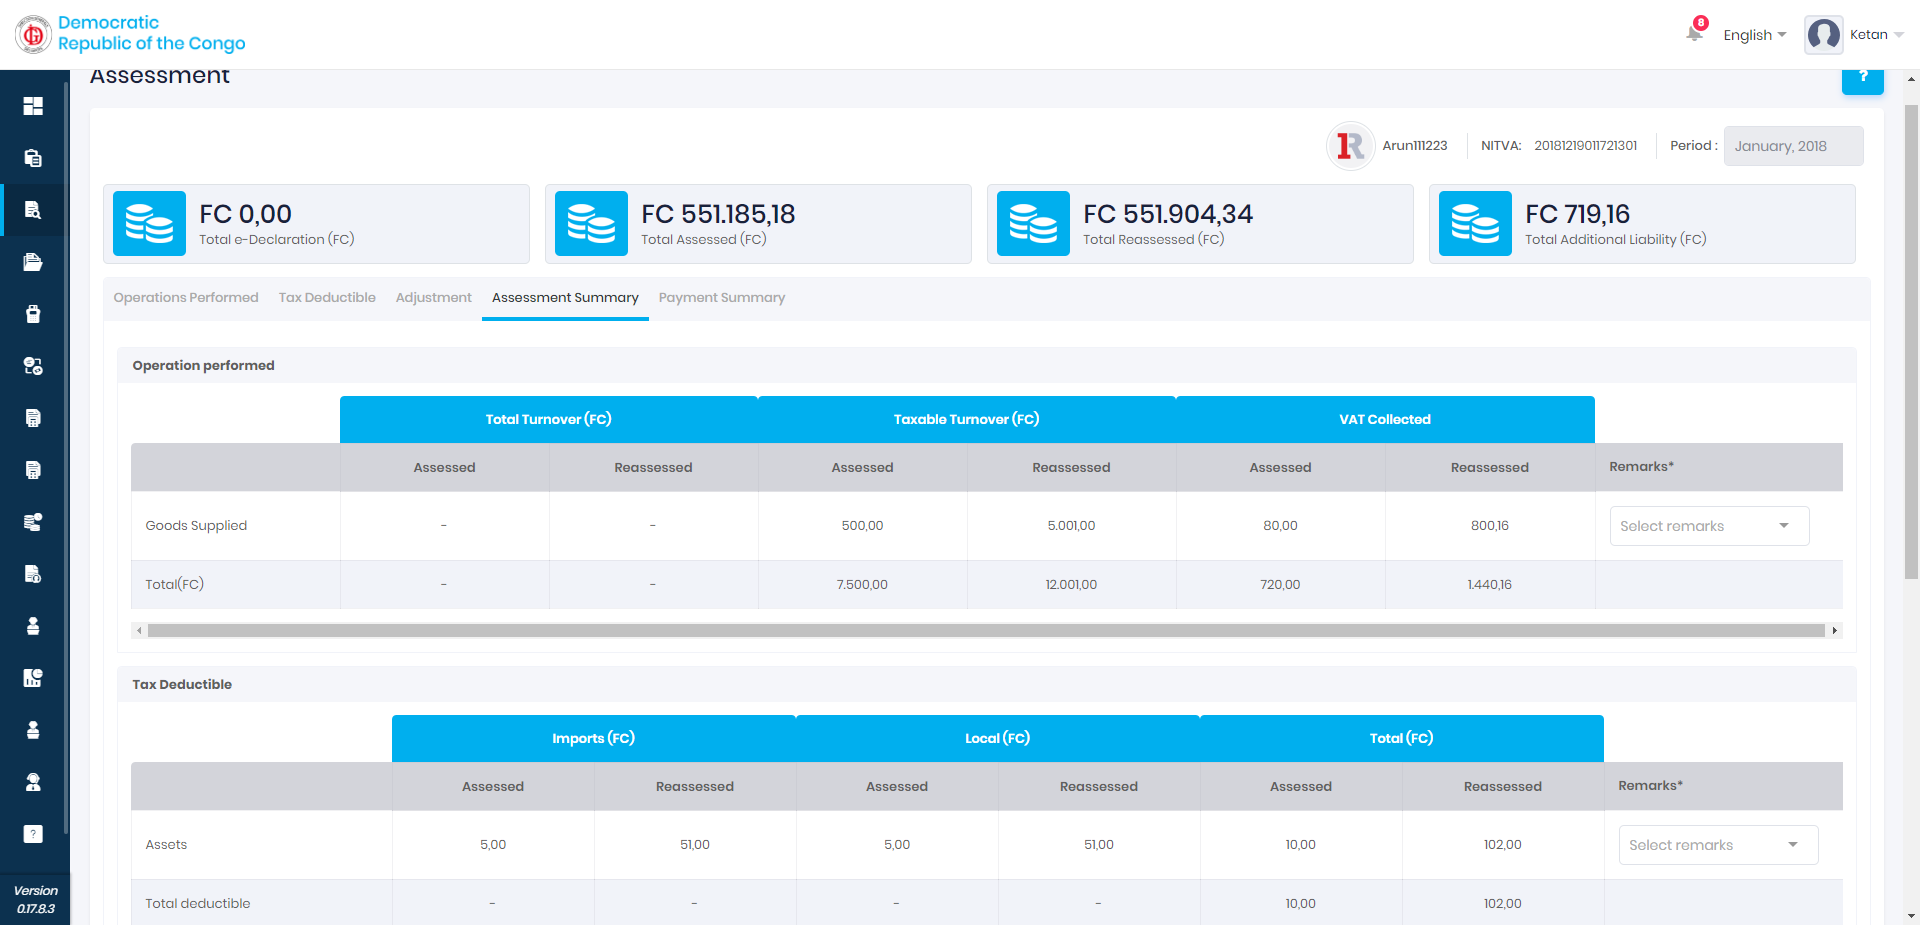 Democratic
Republic of the Congo
8
English
Ketan
Assessment
?
1R
Arun111223
NITVA: 20181219011721301
Period : January, 2018
FC 0,00
Total e-Declaration (FC)
FC 551.185,18
Total Assessed (FC)
FC 551.904,34
Total Reassessed (FC)
FC 719,16
Total Additional Liability (FC)
Operations Performed Tax Deductible Adjustment Assessment Summary Payment Summary
Operation performed
Total Turnover (FC) Taxable Turnover (FC) VAT Collected
Assessed Reassessed Assessed Reassessed Assessed Reassessed Remarks*
Goods Supplied - - 500,00 5.001,00 80,00 800,16 Select remarks
Total(FC) - - 7.500,00 12.001,00 720,00 1.440,16
Tax Deductible
Imports (FC) Local (FC) Total (FC)
Assessed Reassessed Assessed Reassessed Assessed Reassessed Remarks*
Assets 5,00 51,00 5,00 51,00 10,00 102,00 Select remarks
Total deductible - - - - 10,00 102,00
?
Version
0.17.8.3